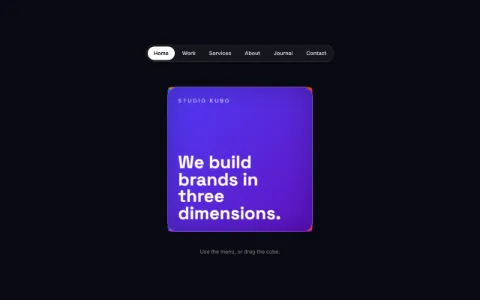 Home Work Services About Journal Contact
STUDIO KUBO
We build
brands in
three
dimensions.
Use the menu, or drag the cube.